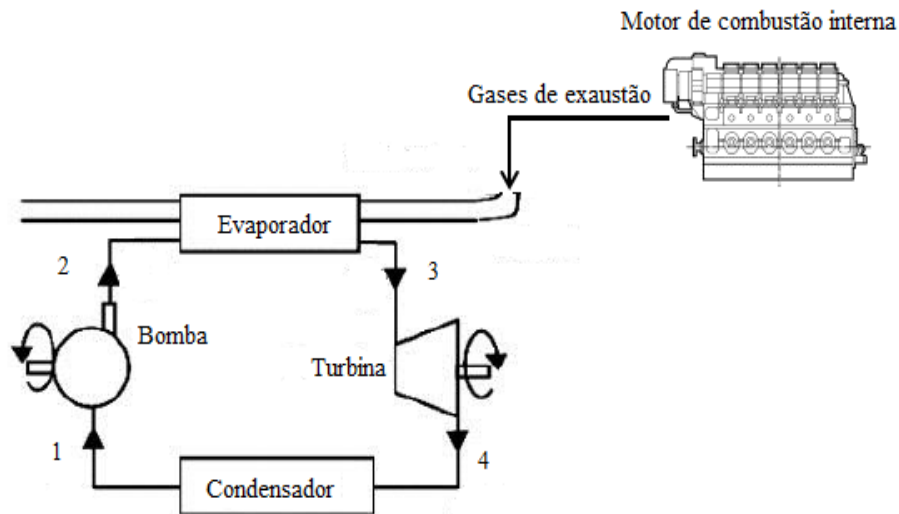 Motor de combustão interna
Gases de exaustão
Evaporador
2
3
Bomba
Turbina
1
4
Condensador